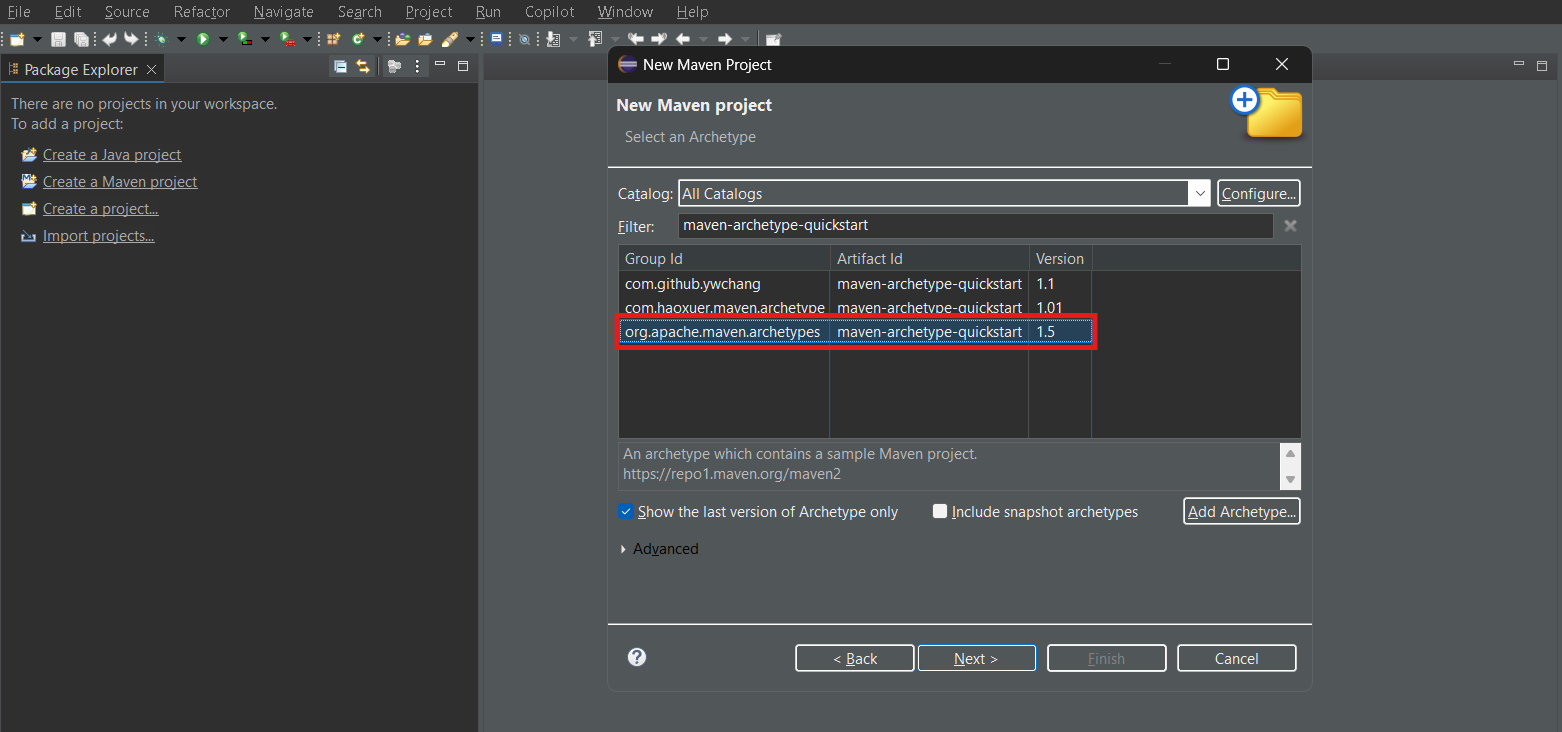 File Edit Source Refactor Navigate Search Project Run Copilot Window Help
Package Explorer
There are no projects in your workspace.
To add a project:
Create a Java project
Create a Maven project
Create a project...
Import projects...
New Maven Project
New Maven project
Select an Archetype
Catalog: All Catalogs Configure...
Filter: maven-archetype-quickstart
Group Id Artifact Id Version
com.github.ywchang maven-archetype-quickstart 1.1
com.haoxuer.maven.archetype maven-archetype-quickstart 1.01
org.apache.maven.archetypes maven-archetype-quickstart 1.5
An archetype which contains a sample Maven project.
https://repo1.maven.org/maven2
Show the last version of Archetype only Include snapshot archetypes Add Archetype...
Advanced
< Back Next > Finish Cancel